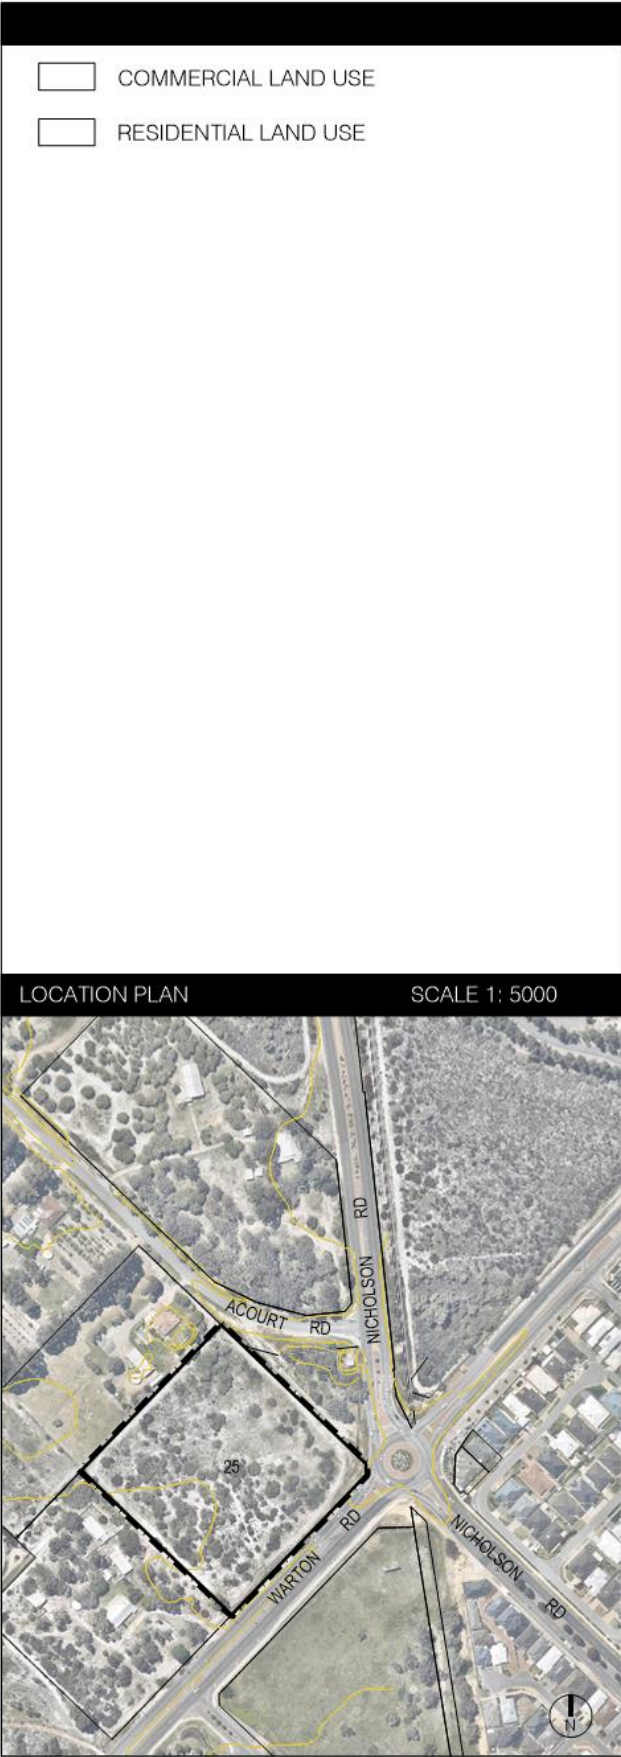 COMMERCIAL LAND USE
RESIDENTIAL LAND USE
LOCATION PLAN SCALE 1: 5000
NICHOLSON RD
ACOURT RD
25
WARTON RD
NICHOLSON RD
N